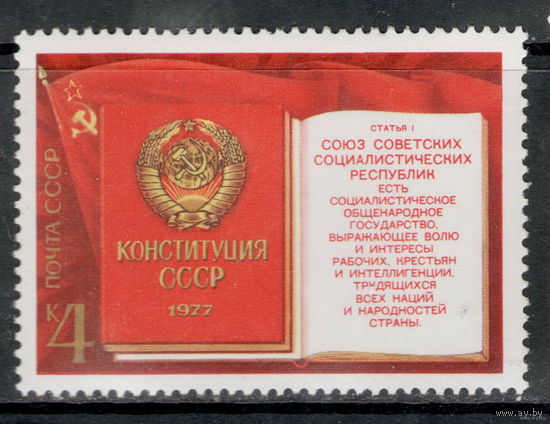 ПОЧТА СССР
К4
КОНСТИТУЦИЯ
СССР
1977
СТАТЬЯ 1
СОЮЗ СОВЕТСКИХ
СОЦИАЛИСТИЧЕСКИХ
РЕСПУБЛИК
ЕСТЬ
СОЦИАЛИСТИЧЕСКОЕ
ОБЩЕНАРОДНОЕ
ГОСУДАРСТВО,
ВЫРАЖАЮЩЕЕ ВОЛЮ
И ИНТЕРЕСЫ
РАБОЧИХ, КРЕСТЬЯН
И ИНТЕЛЛИГЕНЦИИ,
ТРУДЯЩИХСЯ
ВСЕХ НАЦИЙ
И НАРОДНОСТЕЙ
СТРАНЫ.
www.ay.by